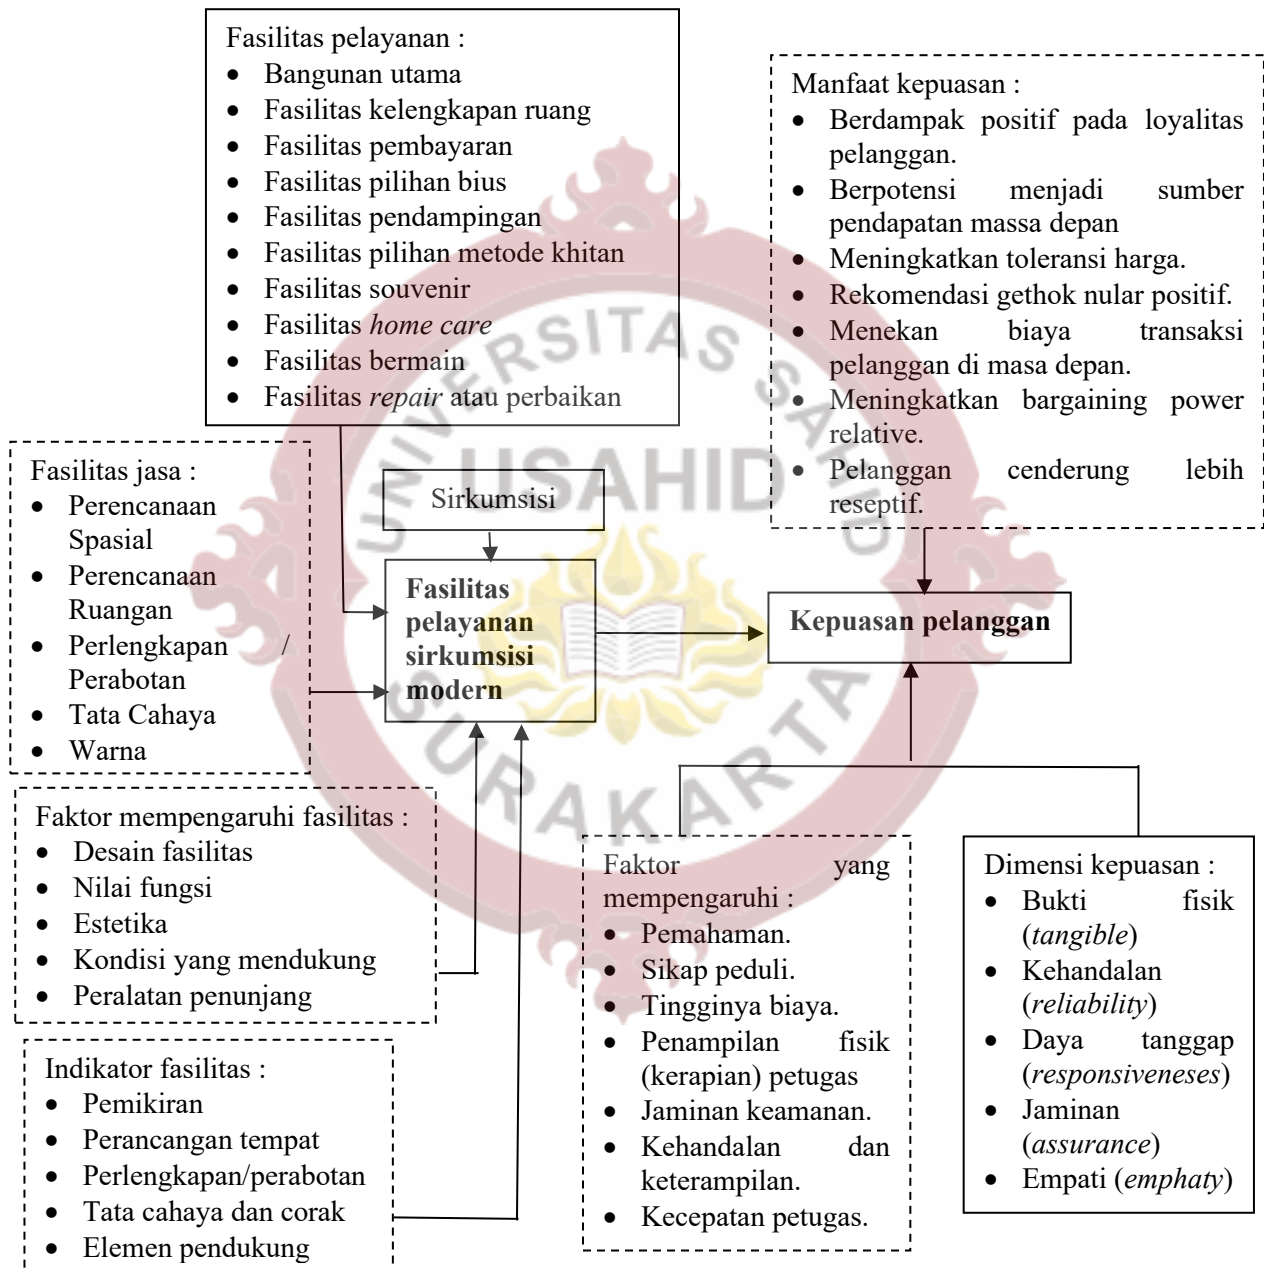 Fasilitas pelayanan :
• Bangunan utama
• Fasilitas kelengkapan ruang
• Fasilitas pembayaran
• Fasilitas pilihan bius
• Fasilitas pendampingan
• Fasilitas pilihan metode khitan
• Fasilitas souvenir
• Fasilitas home care
• Fasilitas bermain
• Fasilitas repair atau perbaikan
Manfaat kepuasan :
• Berdampak positif pada loyalitas
pelanggan.
• Berpotensi menjadi sumber
pendapatan massa depan
• Meningkatkan toleransi harga.
• Rekomendasi gethok nular positif.
• Menekan biaya transaksi
pelanggan di masa depan.
• Meningkatkan bargaining power
relative.
• Pelanggan cenderung lebih
reseptif.
Fasilitas jasa :
• Perencanaan
Spasial
• Perencanaan
Ruangan
• Perlengkapan /
Perabotan
• Tata Cahaya
• Warna
Sirkumsisi
Fasilitas
pelayanan
sirkumsisi
modern
Kepuasan pelanggan
Faktor mempengaruhi fasilitas :
• Desain fasilitas
• Nilai fungsi
• Estetika
• Kondisi yang mendukung
• Peralatan penunjang
Indikator fasilitas :
• Pemikiran
• Perancangan tempat
• Perlengkapan/perabotan
• Tata cahaya dan corak
• Elemen pendukung
Faktor yang
mempengaruhi :
• Pemahaman.
• Sikap peduli.
• Tingginya biaya.
• Penampilan fisik
(kerapian) petugas
• Jaminan keamanan.
• Kehandalan dan
keterampilan.
• Kecepatan petugas.
Dimensi kepuasan :
• Bukti fisik
(tangible)
• Kehandalan
(reliability)
• Daya tanggap
(responsiveneses)
• Jaminan
(assurance)
• Empati (emphaty)
UNIVERSITAS SAHID
USAHID
SURAKARTA